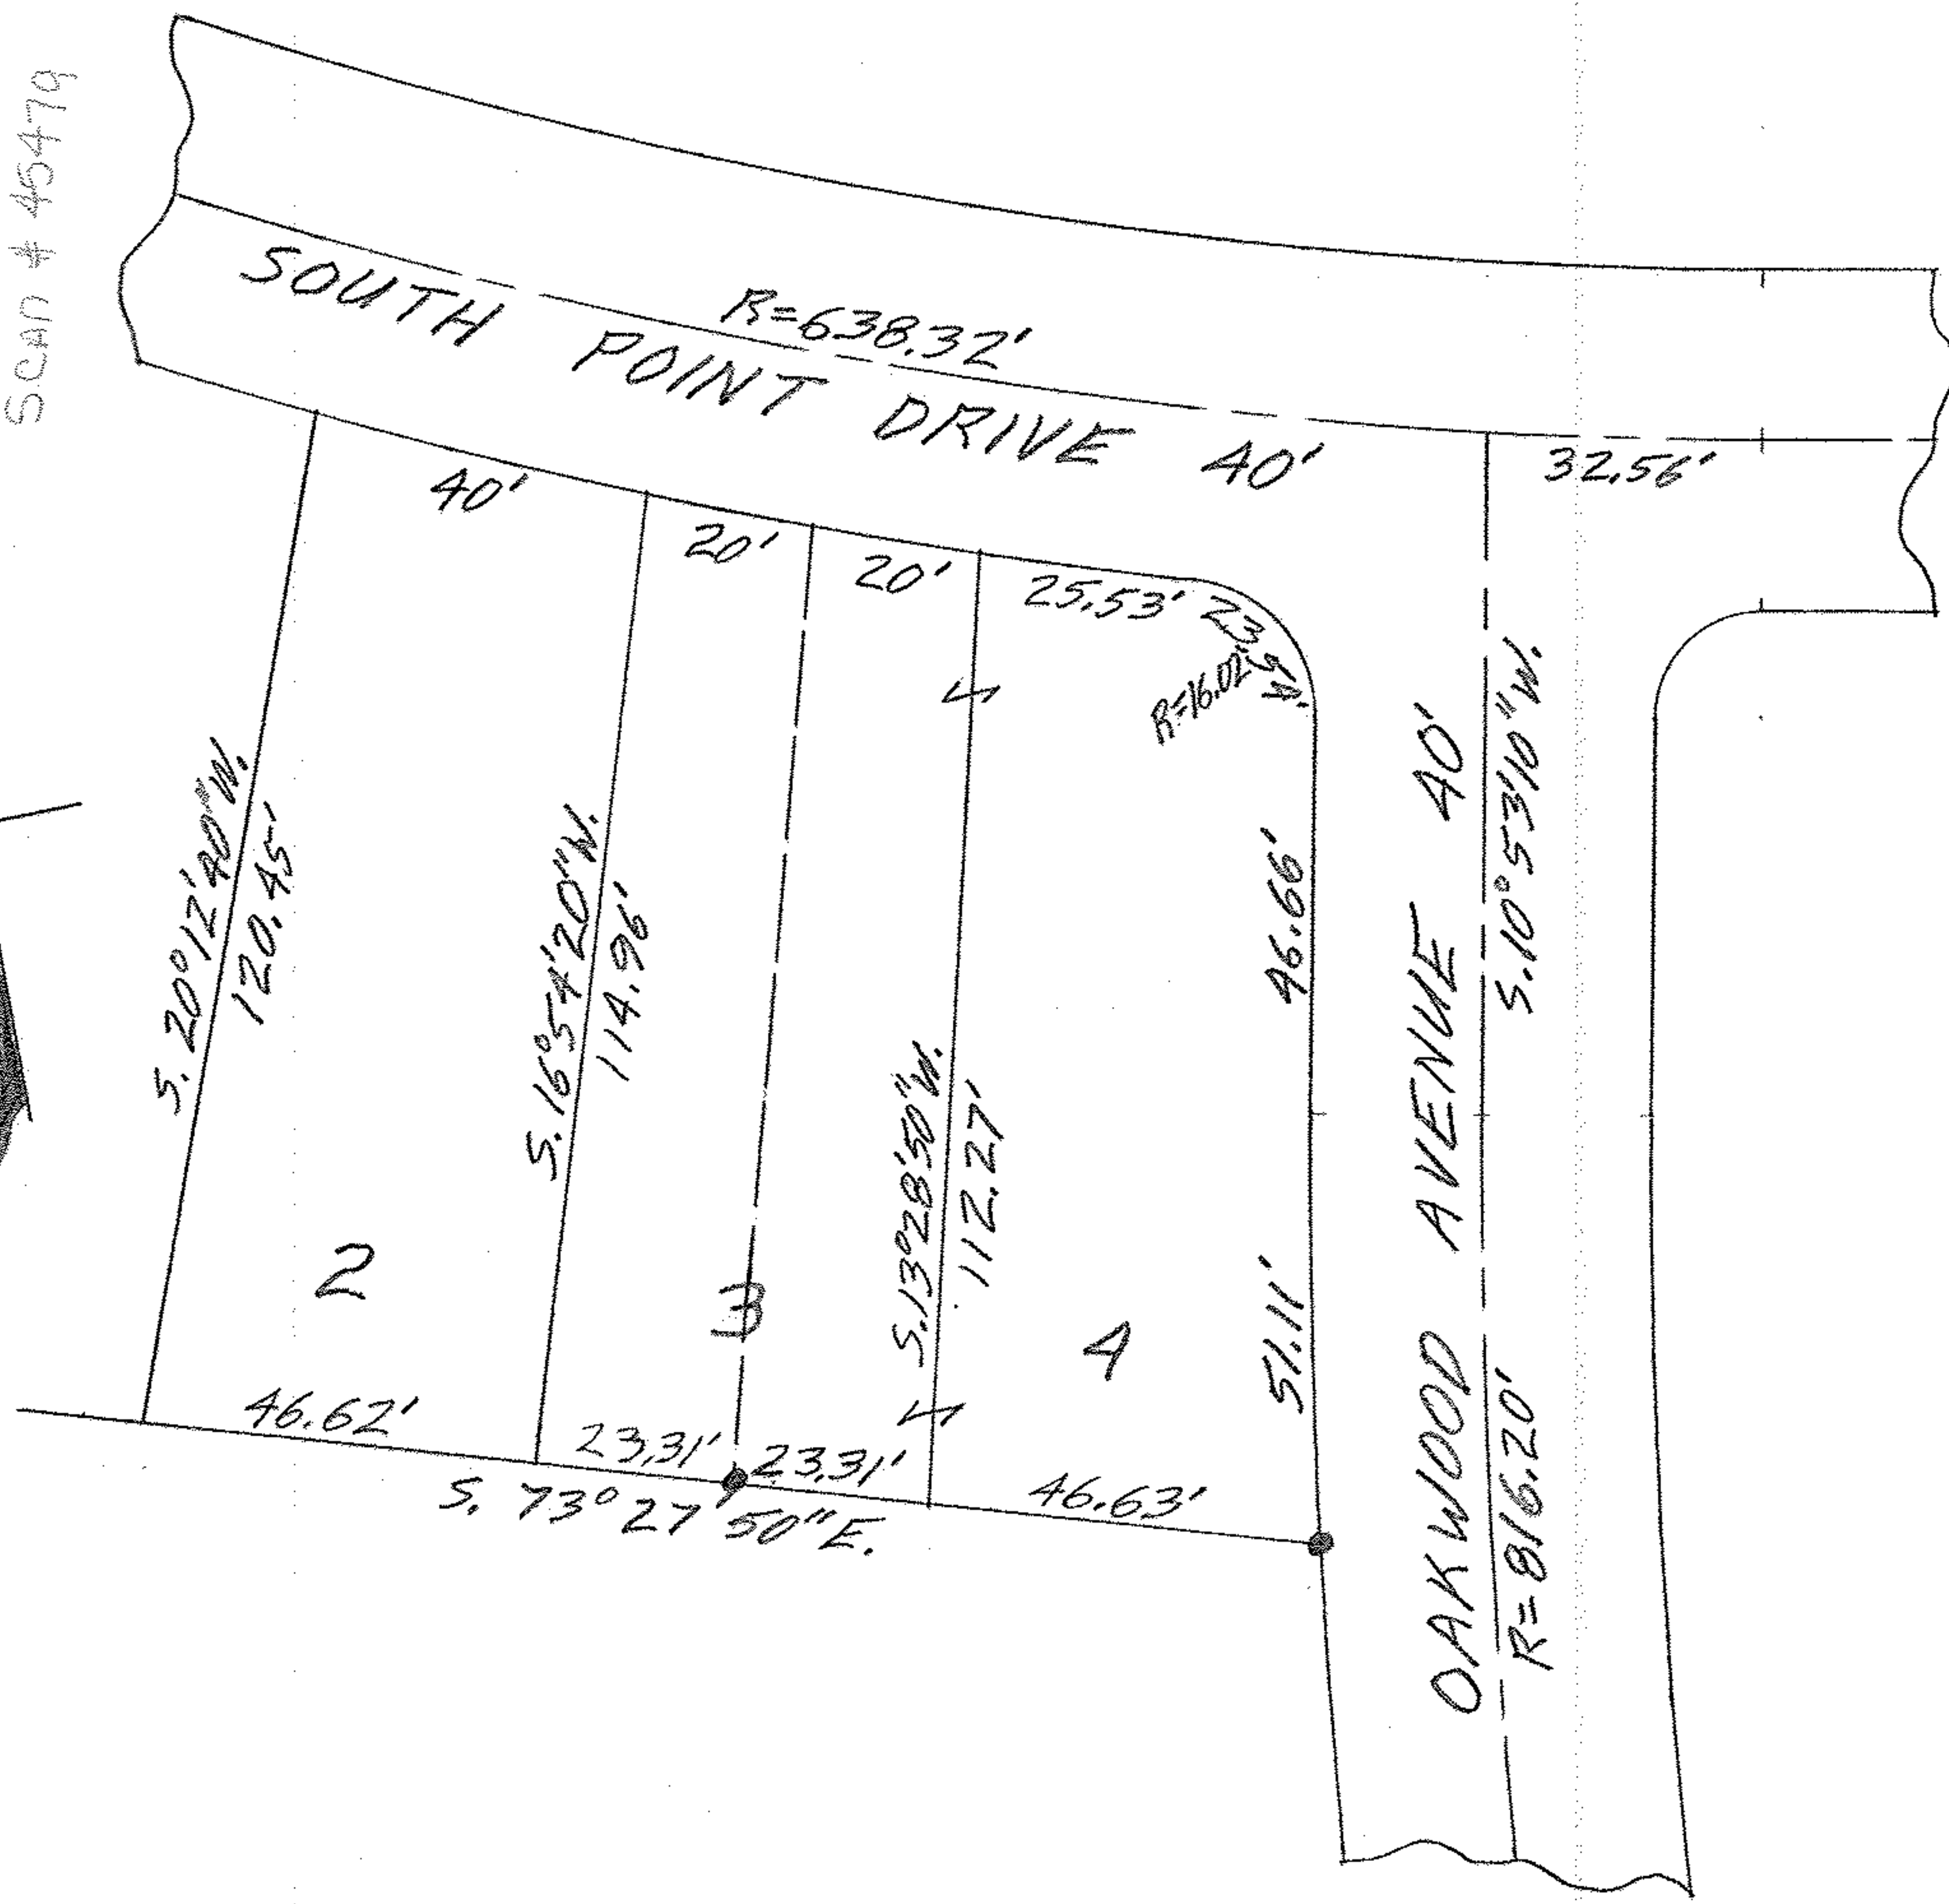 Scan # 45479
SOUTH POINT DRIVE 40'
R=638.32'
32.56'
40'
20'
20'
25.53'
23.64'
R=16.02'
S. 20°12'40"W.
120.45'
S. 16°54'20"W.
114.96'
S. 13°28'50"W.
112.27'
46.66'
51.11'
OAKWOOD AVENUE 40'
S. 10°53'10"W.
R=816.20'
2
3
4
46.62'
23.31'
23.31'
46.63'
S. 73°27'50"E.